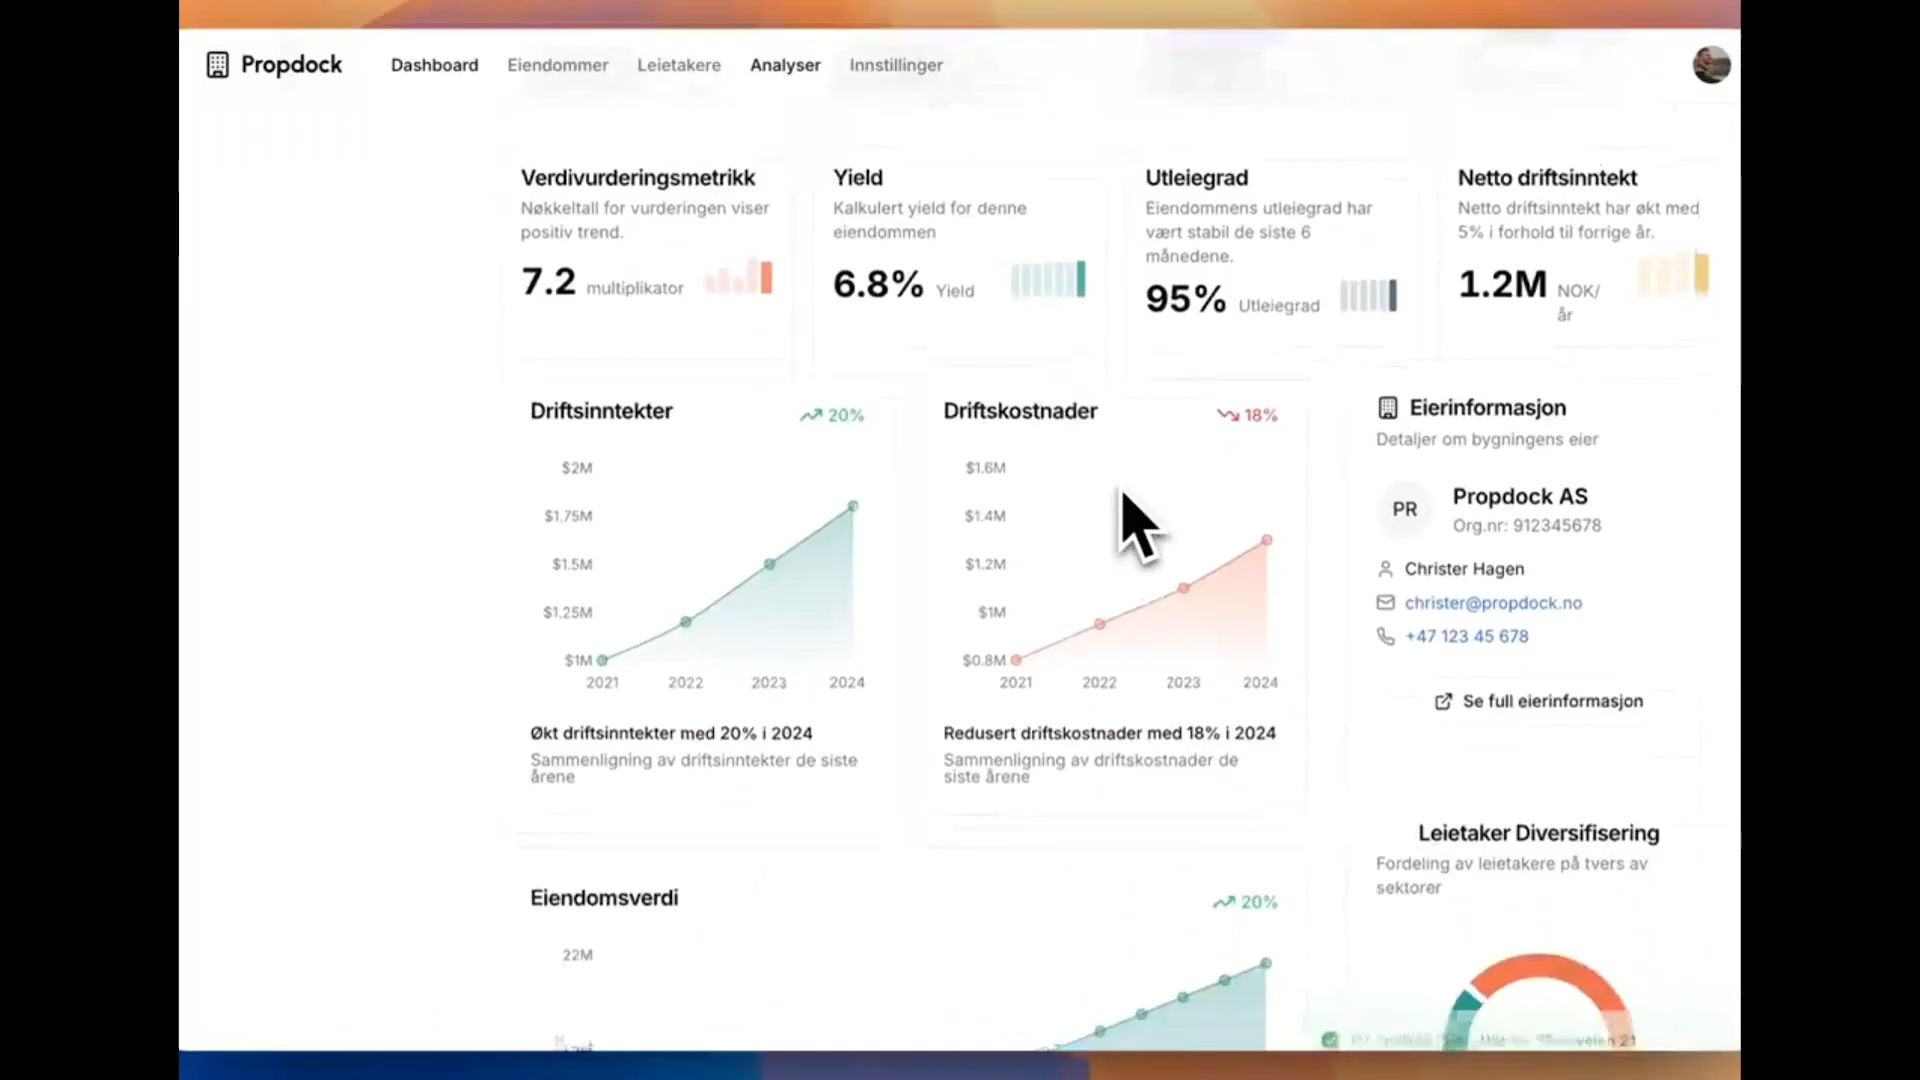 Propdock
Dashboard
Eiendommer
Leietakere
Analyser
Innstillinger
Verdivurderingsmetrikk
Nøkkeltall for vurderingen viser
positiv trend.
7.2 multiplikator
Yield
Kalkulert yield for denne
eiendommen
6.8% Yield
Utleiegrad
Eiendommens utleiegrad har
vært stabil de siste 6
månedene.
95% Utleiegrad
Netto driftsinntekt
Netto driftsinntekt har økt med
5% i forhold til forrige år.
1.2M NOK/
år
Driftsinntekter
20%
$2M
$1.75M
$1.5M
$1.25M
$1M
2021 2022 2023 2024
Økt driftsinntekter med 20% i 2024
Sammenligning av driftsinntekter de siste
årene
Driftskostnader
18%
$1.6M
$1.4M
$1.2M
$1M
$0.8M
2021 2022 2023 2024
Redusert driftskostnader med 18% i 2024
Sammenligning av driftskostnader de
siste årene
Eierinformasjon
Detaljer om bygningens eier
PR
Propdock AS
Org.nr: 912345678
Christer Hagen
christer@propdock.no
+47 123 45 678
Se full eierinformasjon
Eiendomsverdi
20%
22M
Leietaker Diversifisering
Fordeling av leietakere på tvers av
sektorer
21